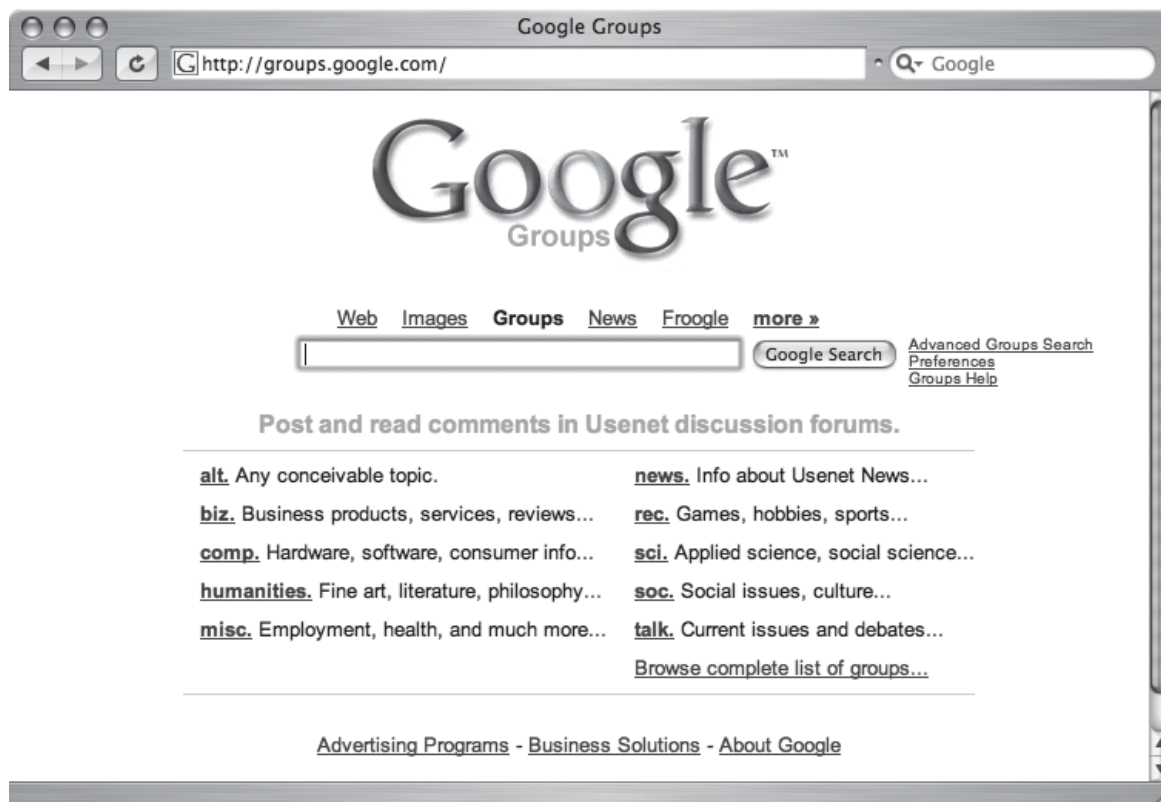 Google Groups
http://groups.google.com/
Google
Google™
Groups
Web Images Groups News Froogle more »
Google Search
Advanced Groups Search
Preferences
Groups Help
Post and read comments in Usenet discussion forums.
alt. Any conceivable topic.
biz. Business products, services, reviews...
comp. Hardware, software, consumer info...
humanities. Fine art, literature, philosophy...
misc. Employment, health, and much more...
news. Info about Usenet News...
rec. Games, hobbies, sports...
sci. Applied science, social science...
soc. Social issues, culture...
talk. Current issues and debates...
Browse complete list of groups...
Advertising Programs - Business Solutions - About Google